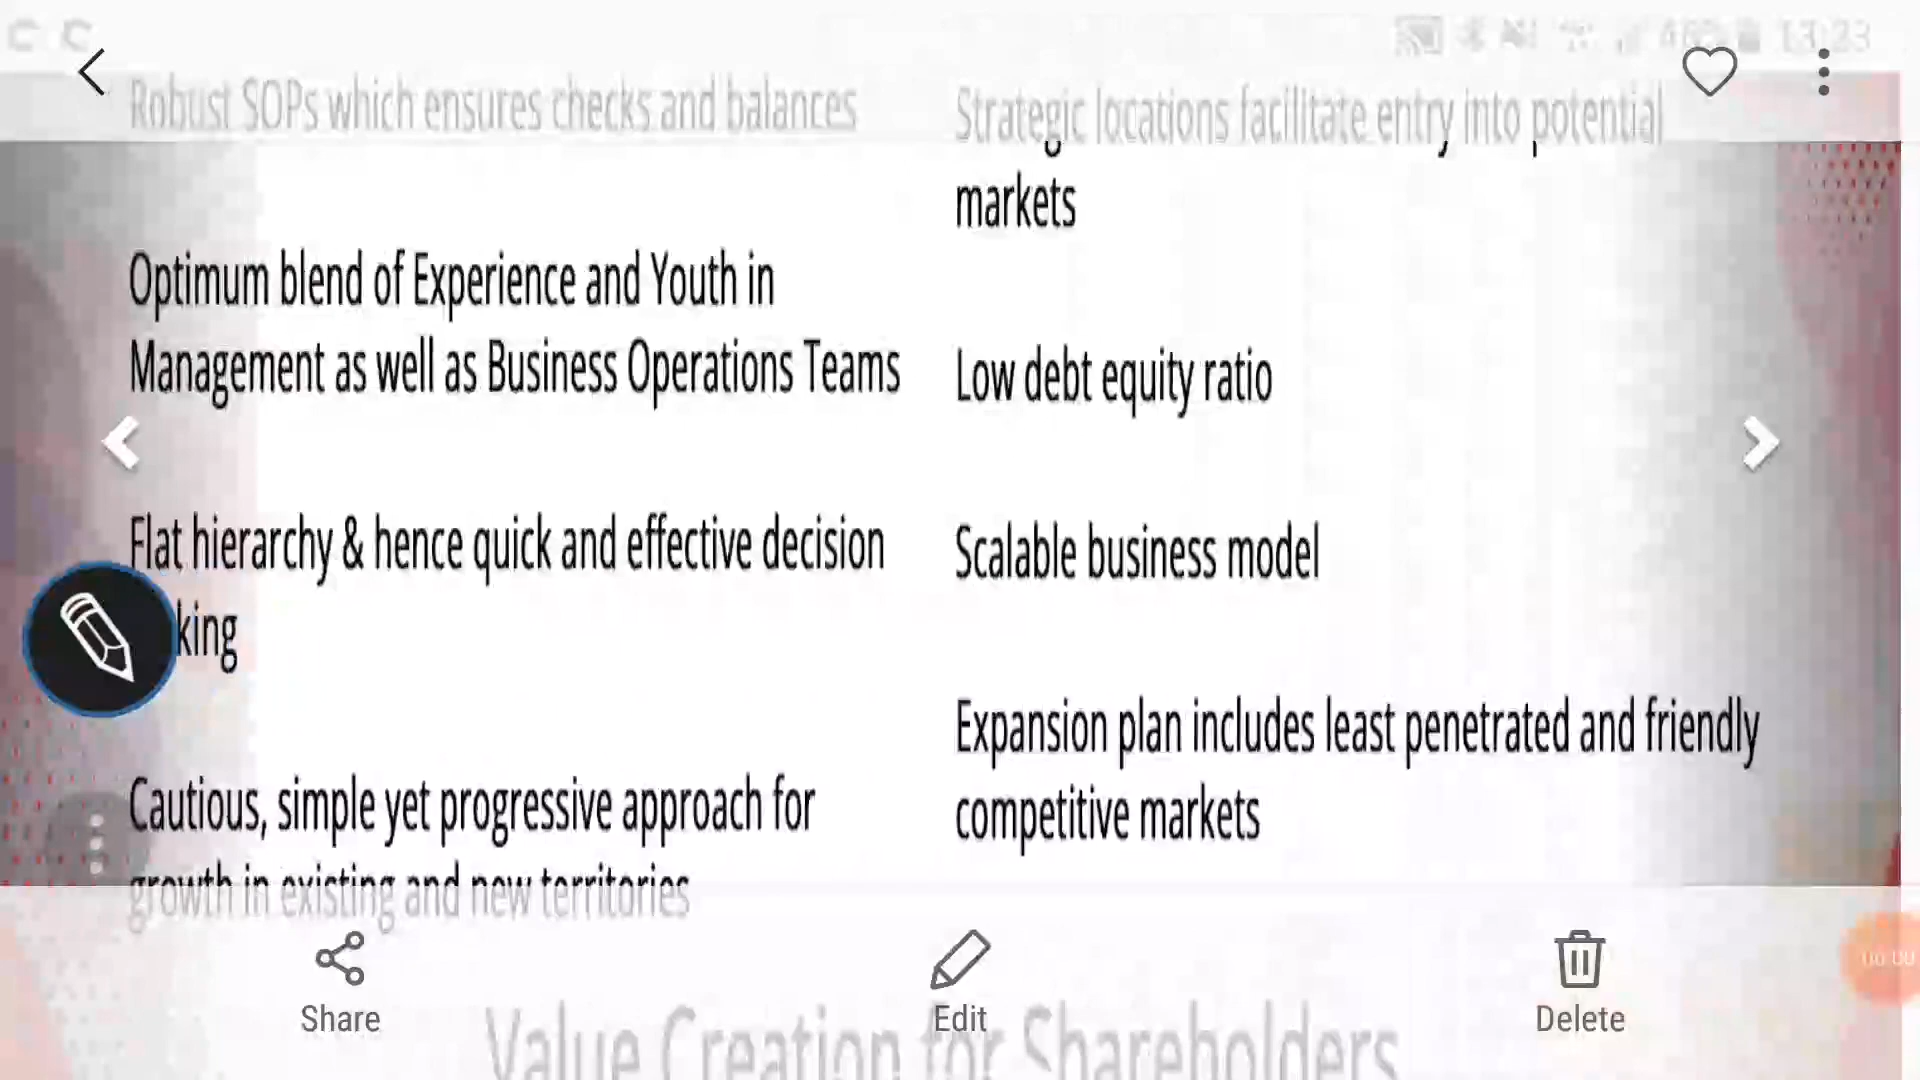 13:23
Robust SOPs which ensures checks and balances
Optimum blend of Experience and Youth in
Management as well as Business Operations Teams
Flat hierarchy & hence quick and effective decision
king
Cautious, simple yet progressive approach for
growth in existing and new territories
Strategic locations facilitate entry into potential
markets
Low debt equity ratio
Scalable business model
Expansion plan includes least penetrated and friendly
competitive markets
Value Creation for Shareholders
Share
Edit
Delete